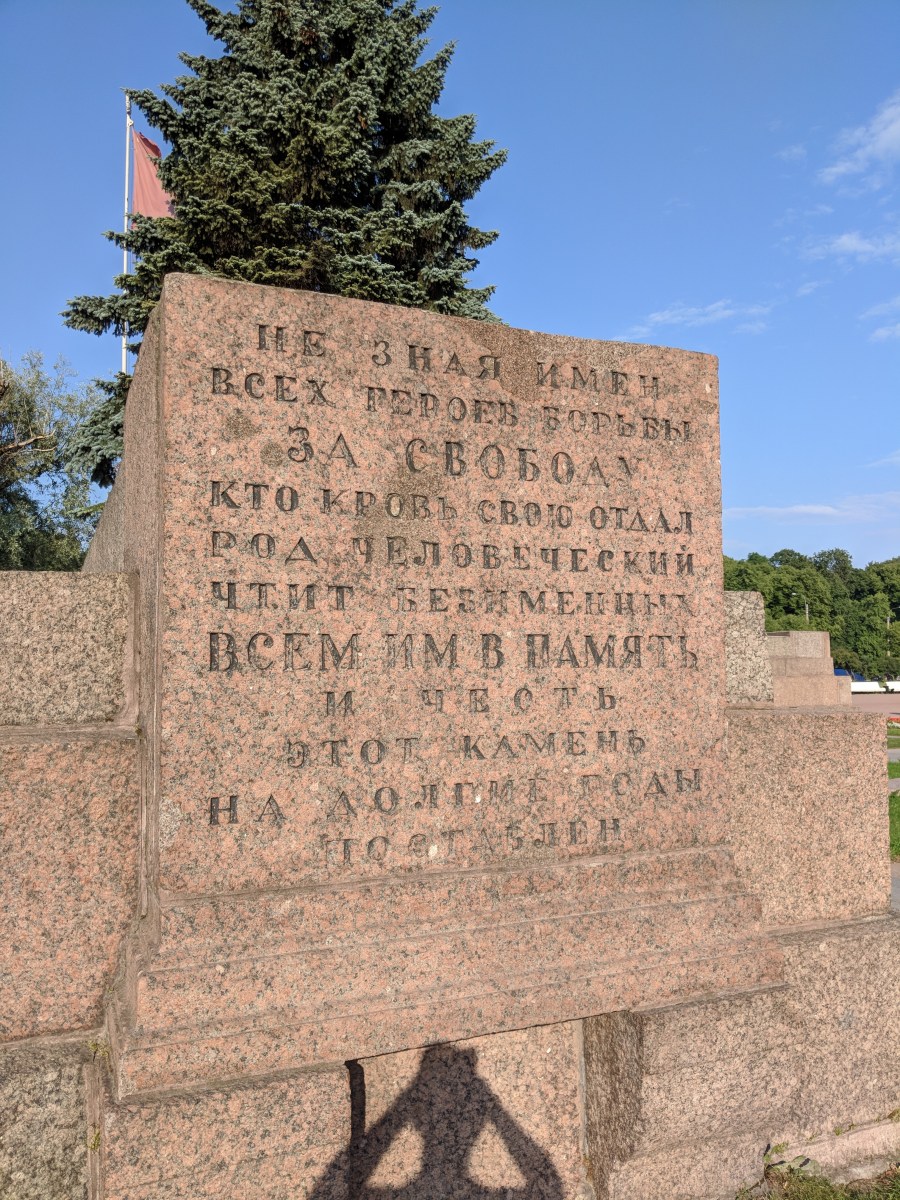 НЕ ЗНАЯ ИМЕН
ВСЕХ ГЕРОЕВ БОРЬБЫ
ЗА СВОБОДУ
КТО КРОВЬ СВОЮ ОТДАЛ
РОД ЧЕЛОВЕЧЕСКИЙ
ЧТИТ БЕЗИМЕННЫХ
ВСЕМ ИМ В ПАМЯТЬ
И ЧЕСТЬ
ЭТОТ КАМЕНЬ
НА ДОЛГИЕ ГОДЫ
ПОСТАВЛЕН